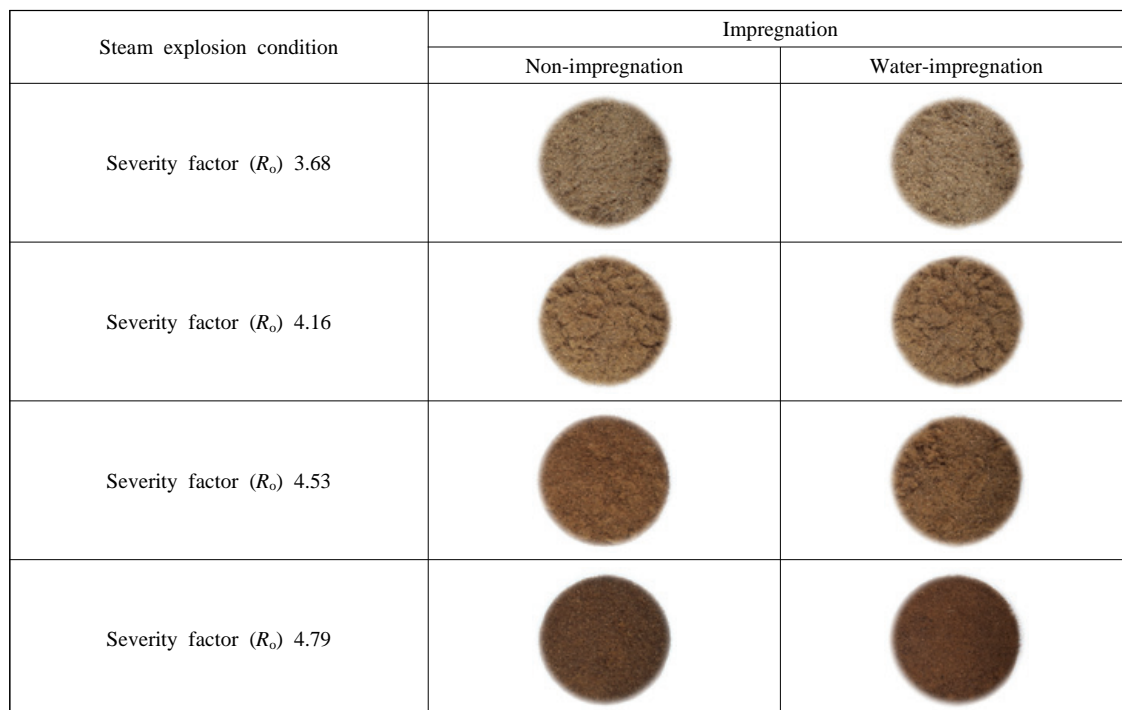 Steam explosion condition
Impregnation
Non-impregnation
Water-impregnation
Severity factor (Ro) 3.68
Severity factor (Ro) 4.16
Severity factor (Ro) 4.53
Severity factor (Ro) 4.79